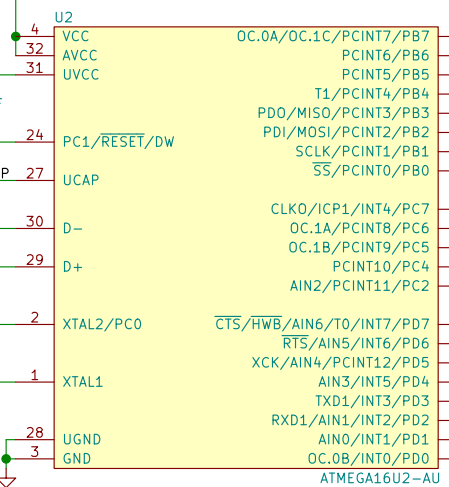 U2
4 VCC OC.0A/OC.1C/PCINT7/PB7
32 AVCC PCINT6/PB6
31 UVCC PCINT5/PB5
T1/PCINT4/PB4
PDO/MISO/PCINT3/PB3
PDI/MOSI/PCINT2/PB2
24 PC1/RESET/DW
SCLK/PCINT1/PB1
P 27 UCAP SS/PCINT0/PB0
CLKO/ICP1/INT4/PC7
30 D- OC.1A/PCINT8/PC6
OC.1B/PCINT9/PC5
29 D+ PCINT10/PC4
AIN2/PCINT11/PC2
2 XTAL2/PC0 CTS/HWB/AIN6/T0/INT7/PD7
RTS/AIN5/INT6/PD6
XCK/AIN4/PCINT12/PD5
1 XTAL1 AIN3/INT5/PD4
TXD1/INT3/PD3
RXD1/AIN1/INT2/PD2
28 UGND AIN0/INT1/PD1
3 GND OC.0B/INT0/PD0
ATMEGA16U2-AU